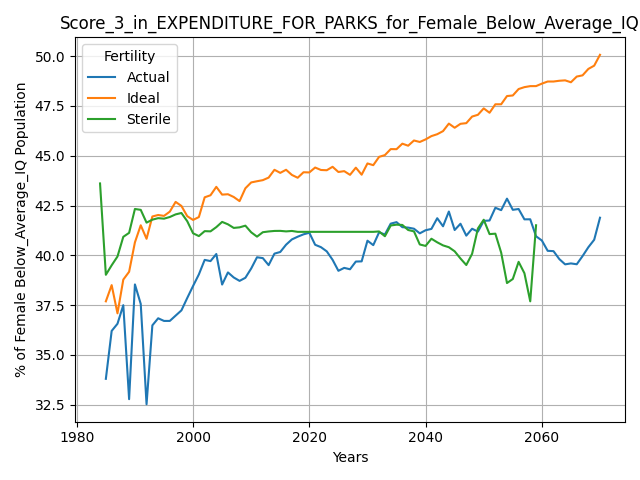 Score_3_in_EXPENDITURE_FOR_PARKS_for_Female_Below_Average_IQ
Fertility
Actual
Ideal
Sterile
% of Female Below_Average_IQ Population
50.0
47.5
45.0
42.5
40.0
37.5
35.0
32.5
1980
2000
2020
2040
2060
Years